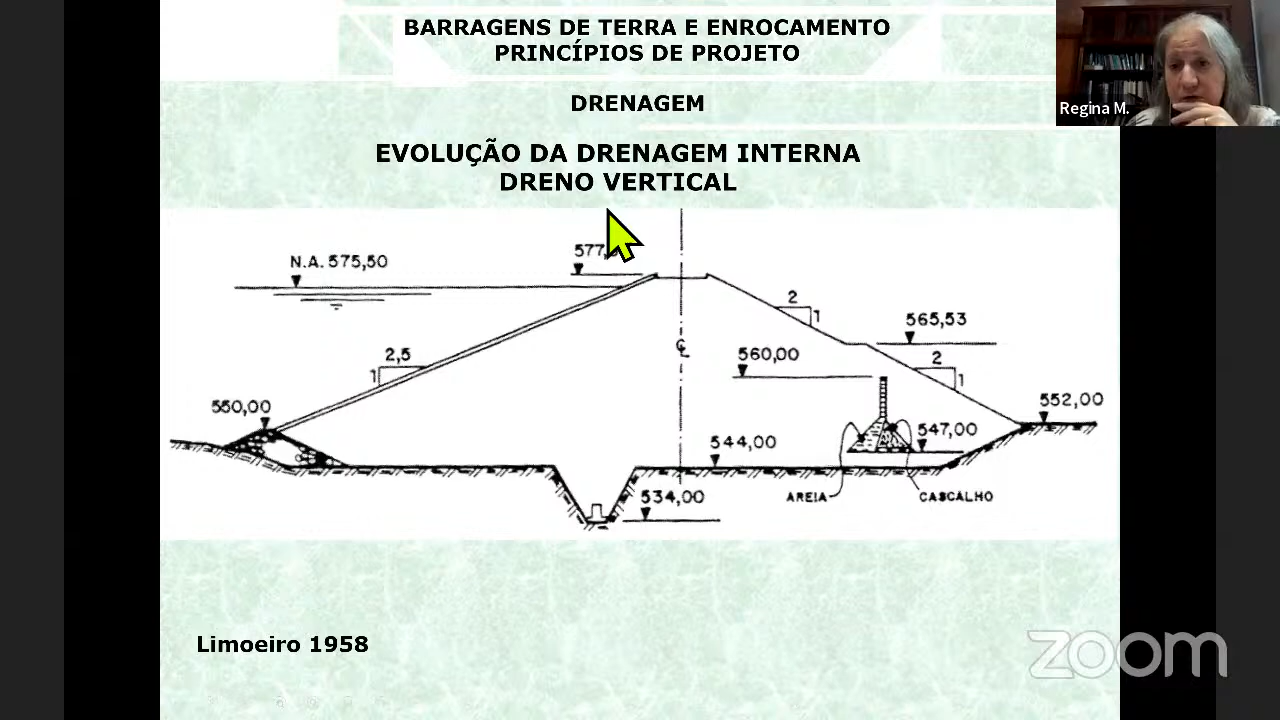 BARRAGENS DE TERRA E ENROCAMENTO
PRINCÍPIOS DE PROJETO
Regina M.
DRENAGEM
EVOLUÇÃO DA DRENAGEM INTERNA
DRENO VERTICAL
N.A. 575,50
2
1
565,53
2,5
1
560,00
2
1
550,00
552,00
547,00
544,00
534,00
AREIA
CASCALHO
Limoeiro 1958
zoom